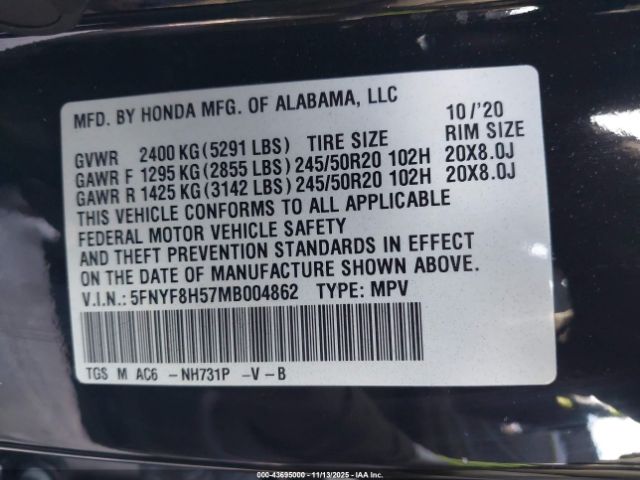 MFD. BY HONDA MFG. OF ALABAMA, LLC 10/'20
GVWR 2400 KG (5291 LBS) TIRE SIZE RIM SIZE
GAWR F 1295 KG (2855 LBS) 245/50R20 102H 20X8.0J
GAWR R 1425 KG (3142 LBS) 245/50R20 102H 20X8.0J
THIS VEHICLE CONFORMS TO ALL APPLICABLE
FEDERAL MOTOR VEHICLE SAFETY
AND THEFT PREVENTION STANDARDS IN EFFECT
ON THE DATE OF MANUFACTURE SHOWN ABOVE.
V.I.N.: 5FNYF8H57MB004862 TYPE: MPV
TGS M AC6 - NH731P - V - B
000-43695000 - 11/13/2025 - IAA Inc.